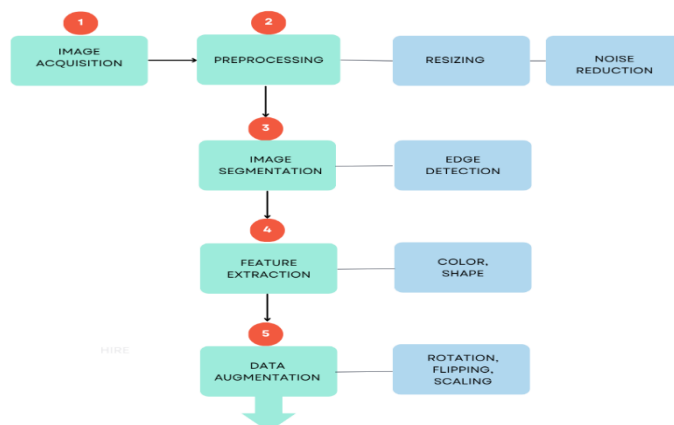 1
2
IMAGE
ACQUISITION
PREPROCESSING
RESIZING
NOISE
REDUCTION
3
IMAGE
SEGMENTATION
EDGE
DETECTION
4
FEATURE
EXTRACTION
COLOR,
SHAPE
5
MIRE
DATA
AUGMENTATION
ROTATION,
FLIPPING,
SCALING